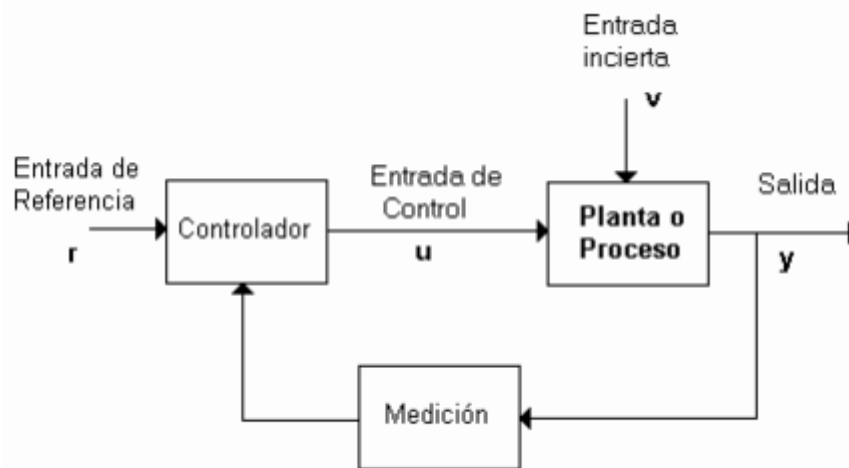 Entrada
incierta
v
Entrada de
Referencia
r
Controlador
Entrada de
Control
u
Planta o
Proceso
Salida
y
Medición